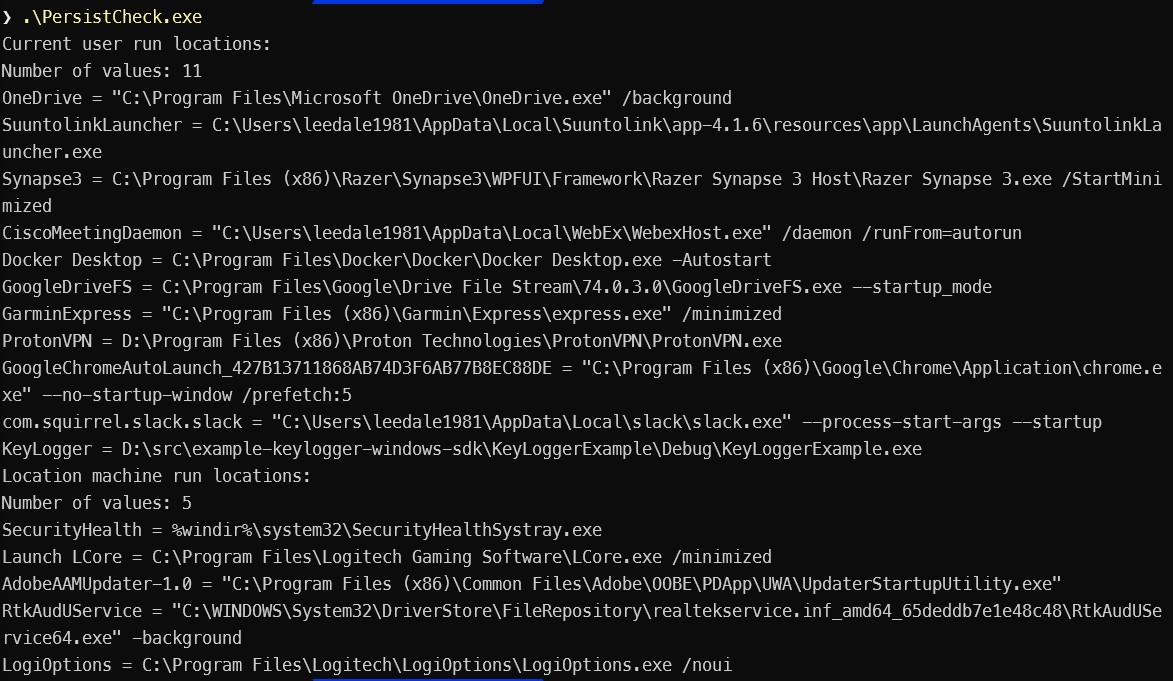 ❯ .\PersistCheck.exe
Current user run locations:
Number of values: 11
OneDrive = "C:\Program Files\Microsoft OneDrive\OneDrive.exe" /background
SuuntolinkLauncher = C:\Users\leedale1981\AppData\Local\Suuntolink\app-4.1.6\resources\app\LaunchAgents\SuuntolinkLa
uncher.exe
Synapse3 = C:\Program Files (x86)\Razer\Synapse3\WPFUI\Framework\Razer Synapse 3 Host\Razer Synapse 3.exe /StartMini
mized
CiscoMeetingDaemon = "C:\Users\leedale1981\AppData\Local\WebEx\WebexHost.exe" /daemon /runFrom=autorun
Docker Desktop = C:\Program Files\Docker\Docker\Docker Desktop.exe -Autostart
GoogleDriveFS = C:\Program Files\Google\Drive File Stream\74.0.3.0\GoogleDriveFS.exe --startup_mode
GarminExpress = "C:\Program Files (x86)\Garmin\Express\express.exe" /minimized
ProtonVPN = D:\Program Files (x86)\Proton Technologies\ProtonVPN\ProtonVPN.exe
GoogleChromeAutoLaunch_427B13711868AB74D3F6AB77B8EC88DE = "C:\Program Files (x86)\Google\Chrome\Application\chrome.e
xe" --no-startup-window /prefetch:5
com.squirrel.slack.slack = "C:\Users\leedale1981\AppData\Local\slack\slack.exe" --process-start-args --startup
KeyLogger = D:\src\example-keylogger-windows-sdk\KeyLoggerExample\Debug\KeyLoggerExample.exe
Location machine run locations:
Number of values: 5
SecurityHealth = %windir%\system32\SecurityHealthSystray.exe
Launch LCore = C:\Program Files\Logitech Gaming Software\LCore.exe /minimized
AdobeAAMUpdater-1.0 = "C:\Program Files (x86)\Common Files\Adobe\OOBE\PDApp\UWA\UpdaterStartupUtility.exe"
RtkAudUService = "C:\WINDOWS\System32\DriverStore\FileRepository\realtekservice.inf_amd64_65deddb7e1e48c48\RtkAudUSe
rvice64.exe" -background
LogiOptions = C:\Program Files\Logitech\LogiOptions\LogiOptions.exe /noui